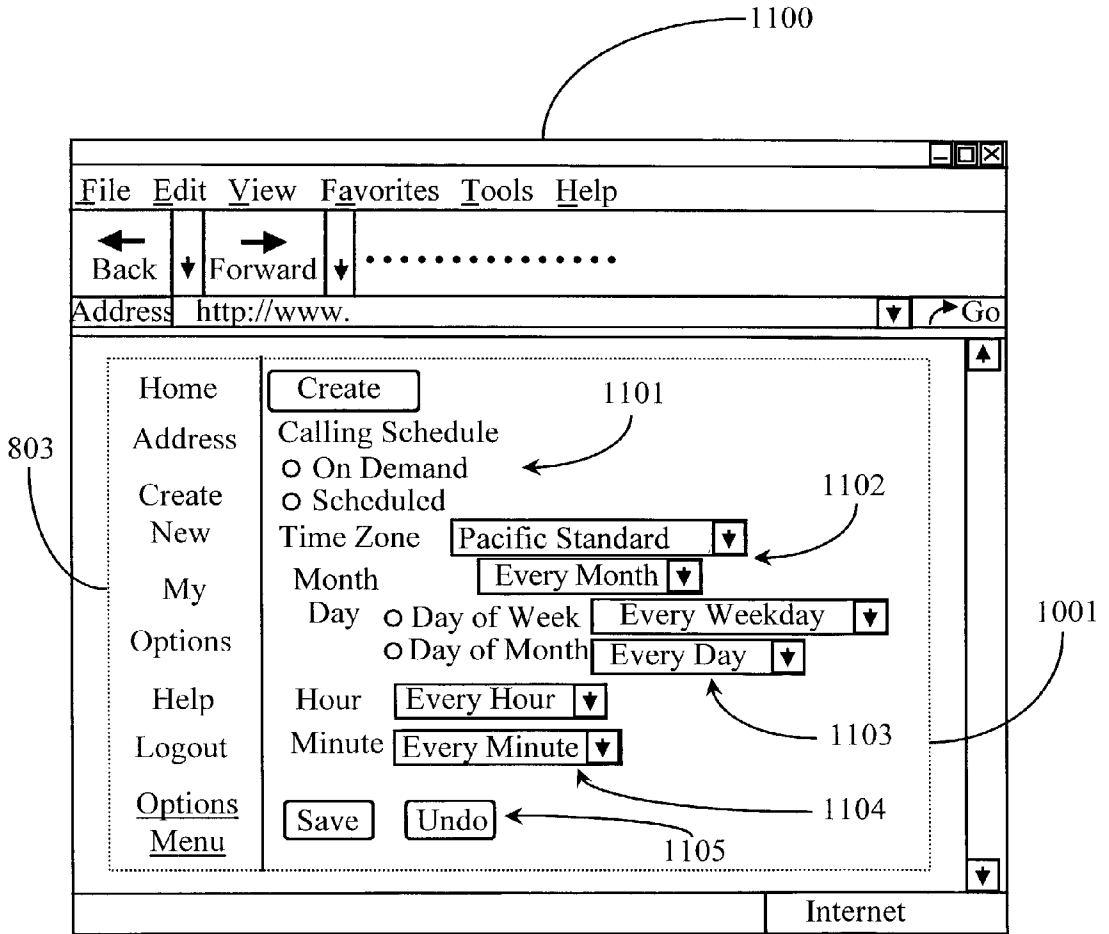 1100
File Edit View Favorites Tools Help
Back Forward
Address http://www. Go
Home
Address
Create
New
My
Options
Help
Logout
Options
Menu
803
Create
Calling Schedule
On Demand
Scheduled
1101
Time Zone Pacific Standard
1102
Month Every Month
Day Day of Week Every Weekday
Day of Month Every Day
1001
Hour Every Hour
1103
Minute Every Minute
1104
Save Undo
1105
Internet